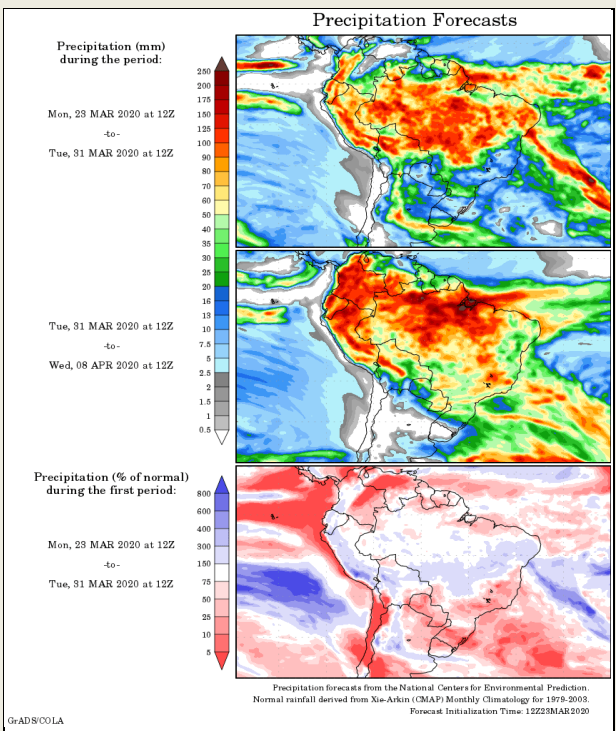 Precipitation Forecasts
Precipitation (mm)
during the period:
Mon, 23 MAR 2020 at 12Z
-to-
Tue, 31 MAR 2020 at 12Z
250
200
175
150
125
100
90
80
70
60
50
40
35
30
25
20
16
13
10
7.5
5
2.5
2
1.5
1
0.5
Tue, 31 MAR 2020 at 12Z
-to-
Wed, 08 APR 2020 at 12Z
Precipitation (% of normal)
during the first period:
Mon, 23 MAR 2020 at 12Z
-to-
Tue, 31 MAR 2020 at 12Z
800
600
400
300
150
75
50
25
10
5
Precipitation forecasts from the National Centers for Environmental Prediction.
Normal rainfall derived from Xie-Arkin (CMAP) Monthly Climatology for 1979-2003.
Forecast Initialization Time: 12Z23MAR2020
GrADS/COLA